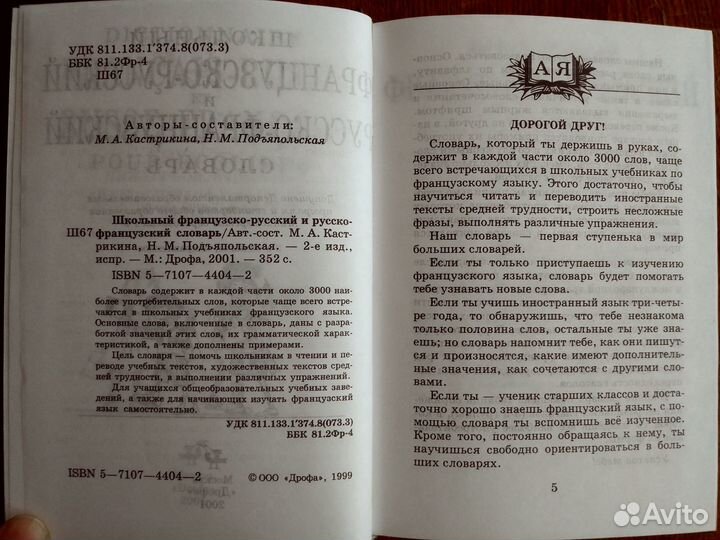 УДК 811.133.1'374.8(073.3)
ББК 81.2Фр-4
Ш67
Авторы-составители:
М. А. Кастрикина, Н. М. Подъяпольская
Школьный французско-русский и русско-
Ш67 французский словарь/Авт.-сост. М. А. Каст-
рикина, Н. М. Подъяпольская. — 2-е изд.,
испр. — М.: Дрофа, 2001. — 352 с.
ISBN 5—7107—4404—2
Словарь содержит в каждой части около 3000 наи-
более употребительных слов, которые чаще всего встре-
чаются в школьных учебниках французского языка.
Основные слова, включенные в словарь, даны с разра-
боткой значений этих слов, их грамматической харак-
теристикой, а также дополнены примерами.
Цель словаря — помочь школьникам в чтении и пе-
реводе учебных текстов, художественных текстов сред-
ней трудности, в выполнении различных упражнений.
Для учащихся общеобразовательных учебных заве-
дений, а также для начинающих изучать французский
язык самостоятельно.
УДК 811.133.1'374.8(073.3)
ББК 81.2Фр-4
ISBN 5—7107—4404—2
© ООО «Дрофа», 1999
А Я
ДОРОГОЙ ДРУГ!
Словарь, который ты держишь в руках, со-
держит в каждой части около 3000 слов, чаще
всего встречающихся в школьных учебниках по
французскому языку. Этого достаточно, чтобы
научиться читать и переводить иностранные
тексты средней трудности, строить несложные
фразы, выполнять различные упражнения.
Наш словарь — первая ступенька в мир
больших словарей.
Если ты только приступаешь к изучению
французского языка, словарь будет помогать
тебе узнавать новые слова.
Если ты учишь иностранный язык три-четы-
ре года, то обнаружишь, что тебе незнакома
только половина слов, остальные ты уже зна-
ешь; но словарь напомнит тебе, как они пишут-
ся и произносятся, какие имеют дополнитель-
ные значения, как сочетаются с другими сло-
вами.
Если ты — ученик старших классов и доста-
точно хорошо знаешь французский язык, с по-
мощью словаря ты вспомнишь всё изученное.
Кроме того, постоянно обращаясь к нему, ты
научишься свободно ориентироваться в боль-
ших словарях.
5
Avito